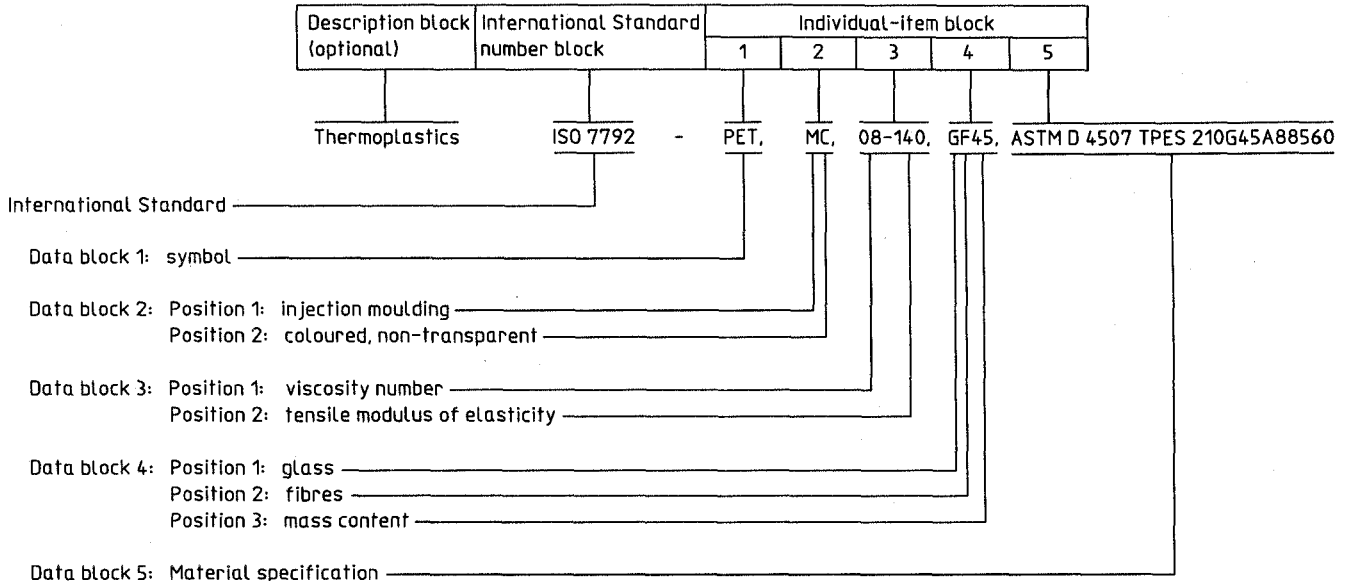 Description block International Standard Individual-item block
(optional) number block 1 2 3 4 5
Thermoplastics ISO 7792 - PET, MC, 08-140, GF45, ASTM D 4507 TPES 210G45A88560
International Standard
Data block 1: symbol
Data block 2: Position 1: injection moulding
Position 2: coloured, non-transparent
Data block 3: Position 1: viscosity number
Position 2: tensile modulus of elasticity
Data block 4: Position 1: glass
Position 2: fibres
Position 3: mass content
Data block 5: Material specification